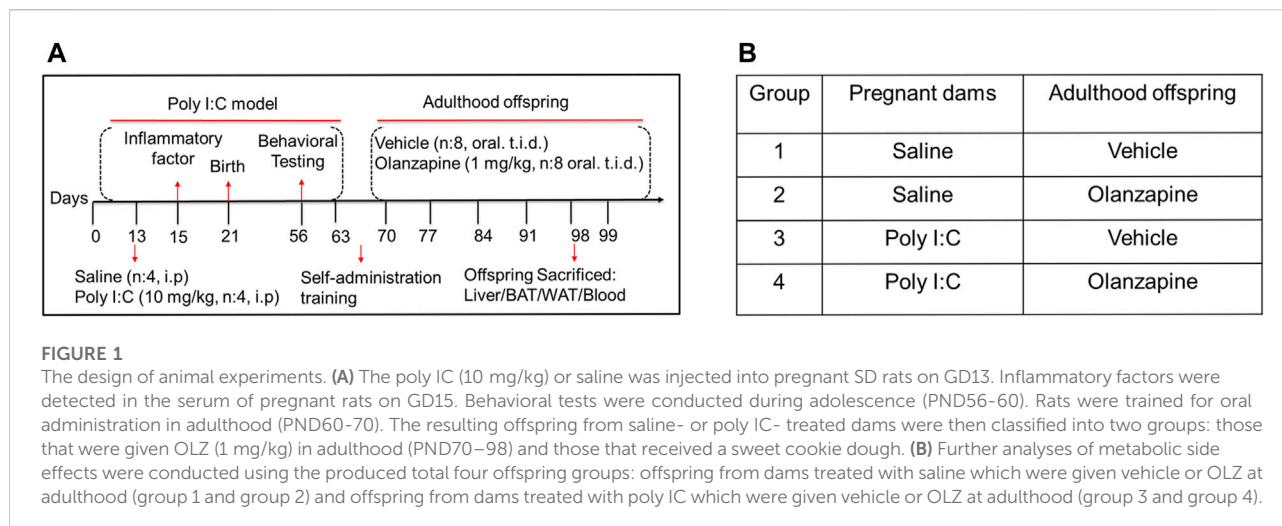 A
Poly I:C model
Adulthood offspring
Inflammatory
factor
Birth
Behavioral
Testing
Vehicle (n:8, oral. t.i.d.)
Olanzapine (1 mg/kg, n:8 oral. t.i.d.)
Days
0 13 15 21 56 63 70 77 84 91 98 99
Saline (n:4, i.p)
Poly I:C (10 mg/kg, n:4, i.p)
Self-administration
training
Offspring Sacrificed:
Liver/BAT/WAT/Blood
B
Group Pregnant dams Adulthood offspring
1 Saline Vehicle
2 Saline Olanzapine
3 Poly I:C Vehicle
4 Poly I:C Olanzapine
FIGURE 1
The design of animal experiments. (A) The poly IC (10 mg/kg) or saline was injected into pregnant SD rats on GD13. Inflammatory factors were
detected in the serum of pregnant rats on GD15. Behavioral tests were conducted during adolescence (PND56-60). Rats were trained for oral
administration in adulthood (PND60-70). The resulting offspring from saline- or poly IC- treated dams were then classified into two groups: those
that were given OLZ (1 mg/kg) in adulthood (PND70–98) and those that received a sweet cookie dough. (B) Further analyses of metabolic side
effects were conducted using the produced total four offspring groups: offspring from dams treated with saline which were given vehicle or OLZ at
adulthood (group 1 and group 2) and offspring from dams treated with poly IC which were given vehicle or OLZ at adulthood (group 3 and group 4).